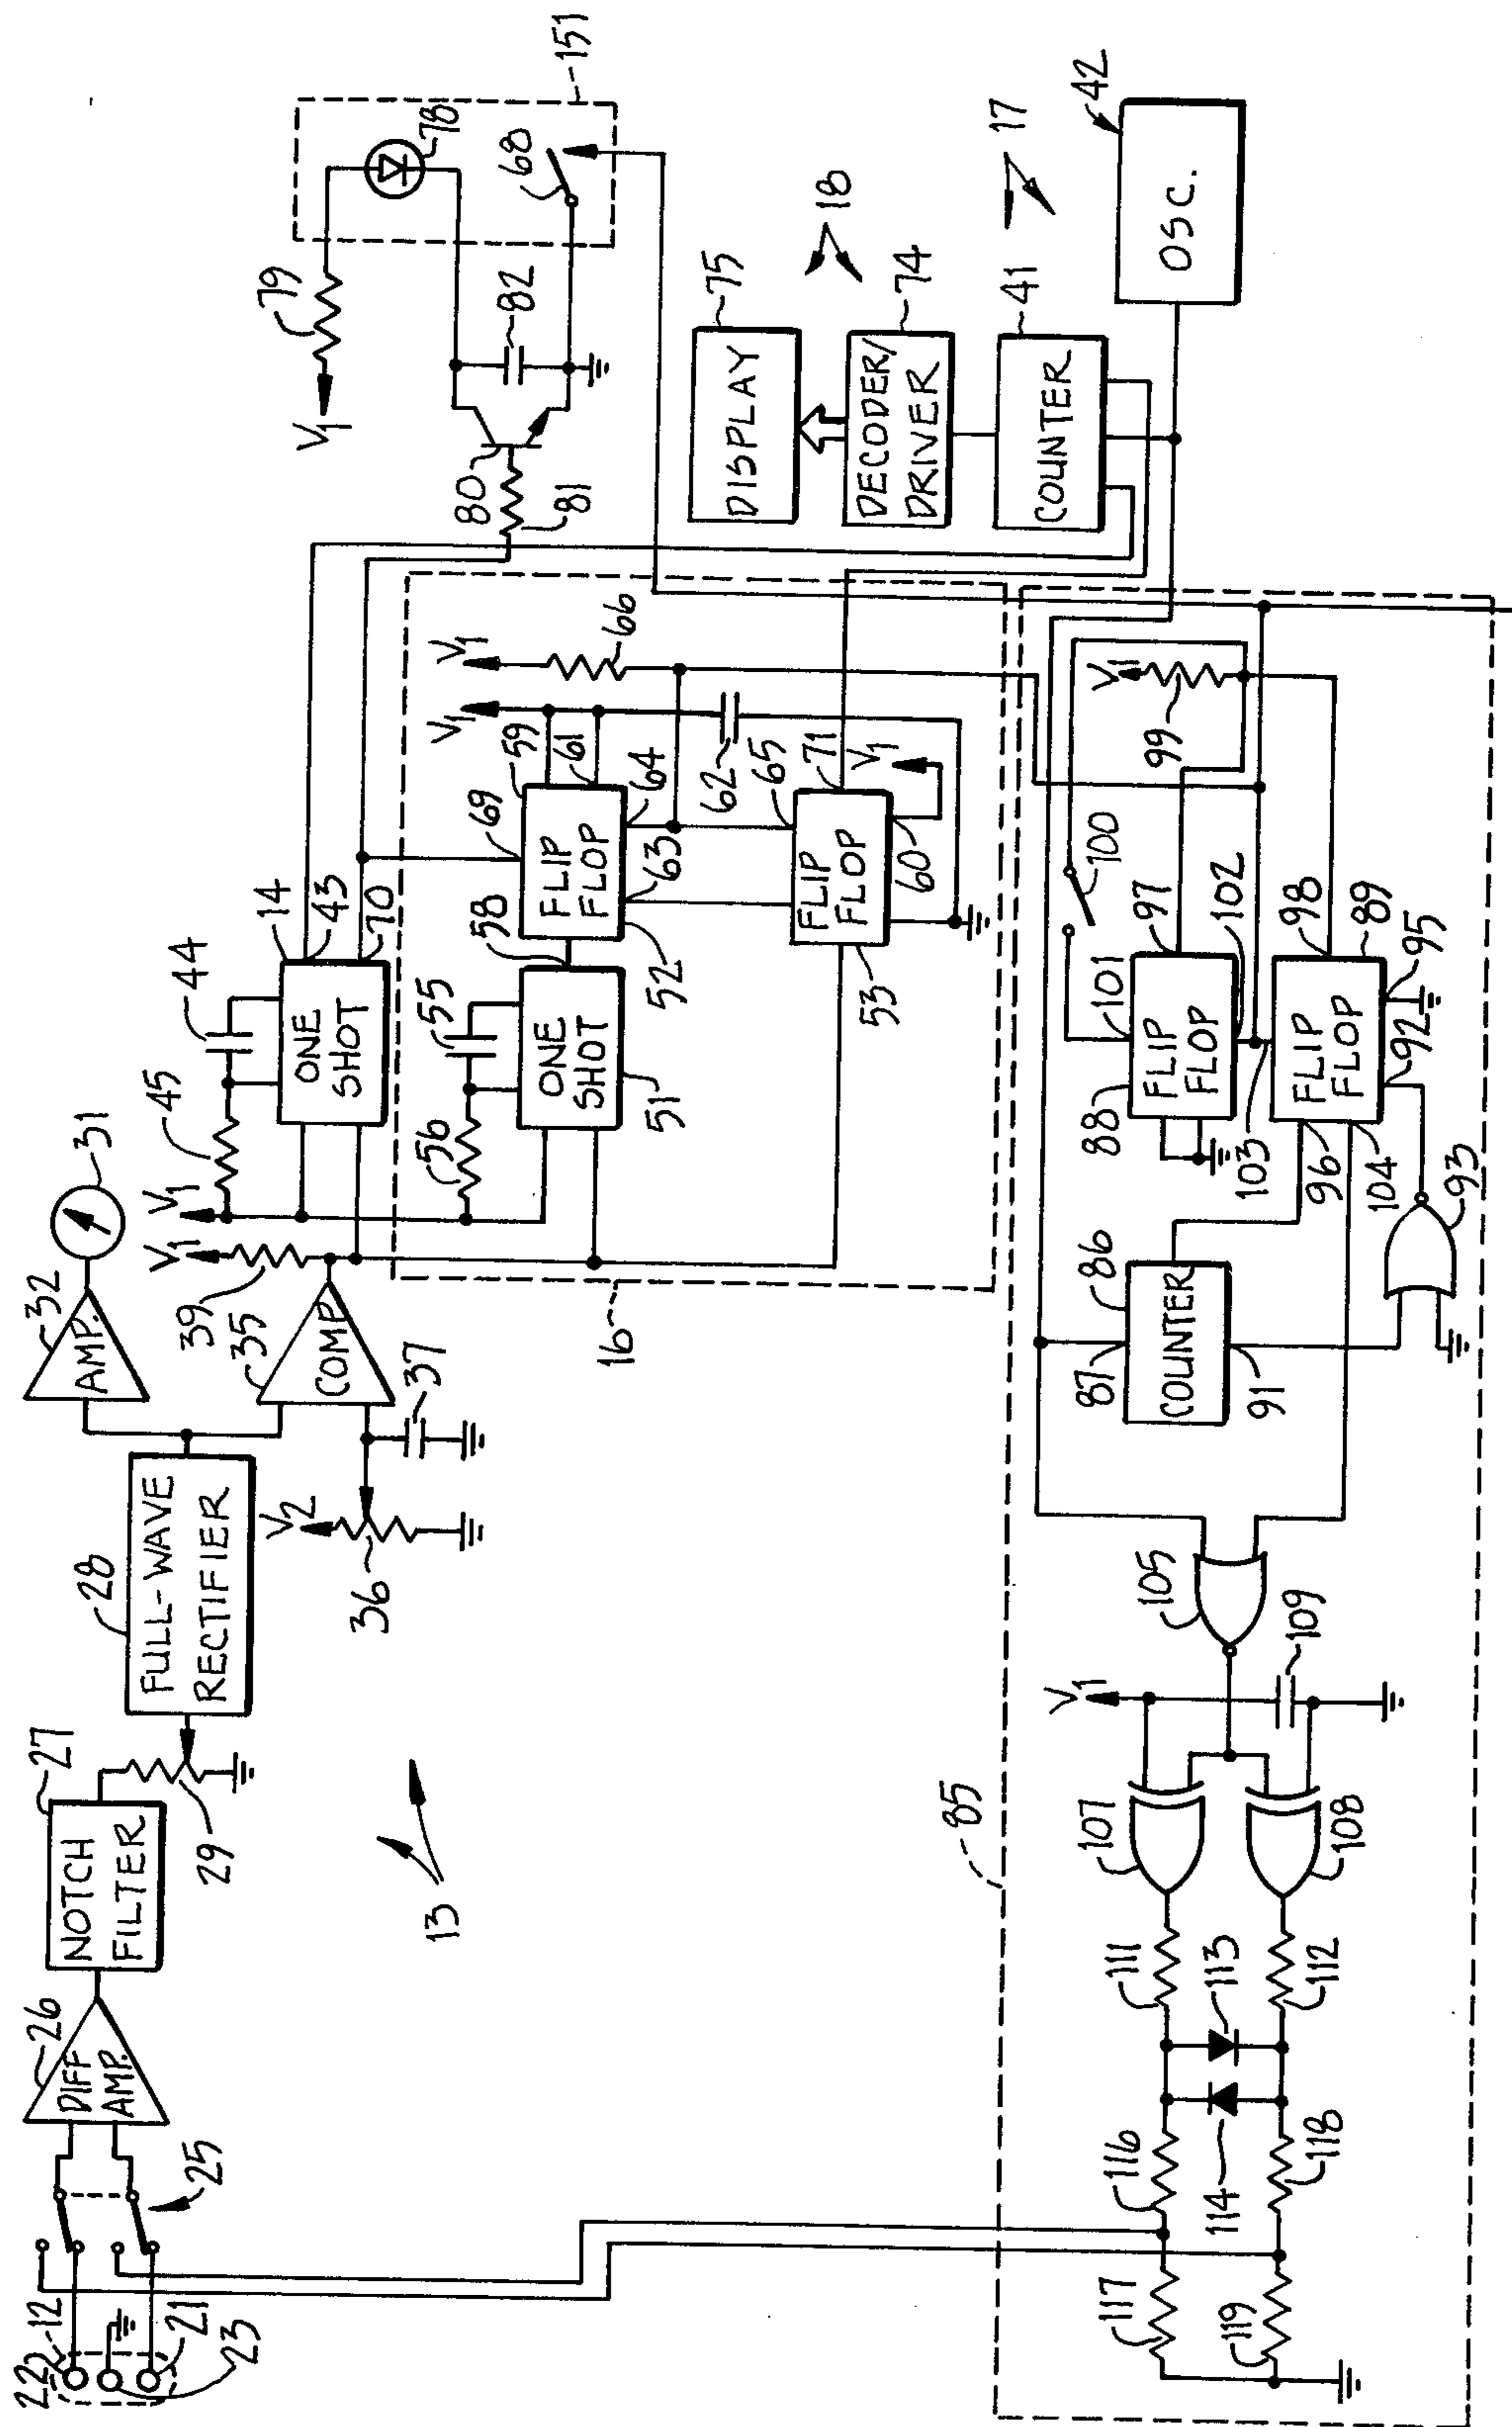 22
12
21
23
25
DIFF
AMP.
26
NOTCH
FILTER
27
29
13
FULL-WAVE
RECTIFIER
28
AMP.
32
31
COMP.
35
39
V1
V1
V2
36
37
45
44
ONE
SHOT
14
43
70
16
56
55
ONE
SHOT
51
58
FLIP
FLOP
52
59
69
61
63
64
V1
V1
66
62
65
FLIP
FLOP
53
71
60
V1
V1
79
78
68
151
80
81
82
DISPLAY
75
18
DECODER/
DRIVER
74
COUNTER
41
17
OSC.
42
85
117
119
116
118
114
113
111
112
107
108
V1
109
105
COUNTER
86
87
91
93
FLIP
FLOP
88
101
97
102
103
100
99
V1
FLIP
FLOP
89
98
95
92
96
104